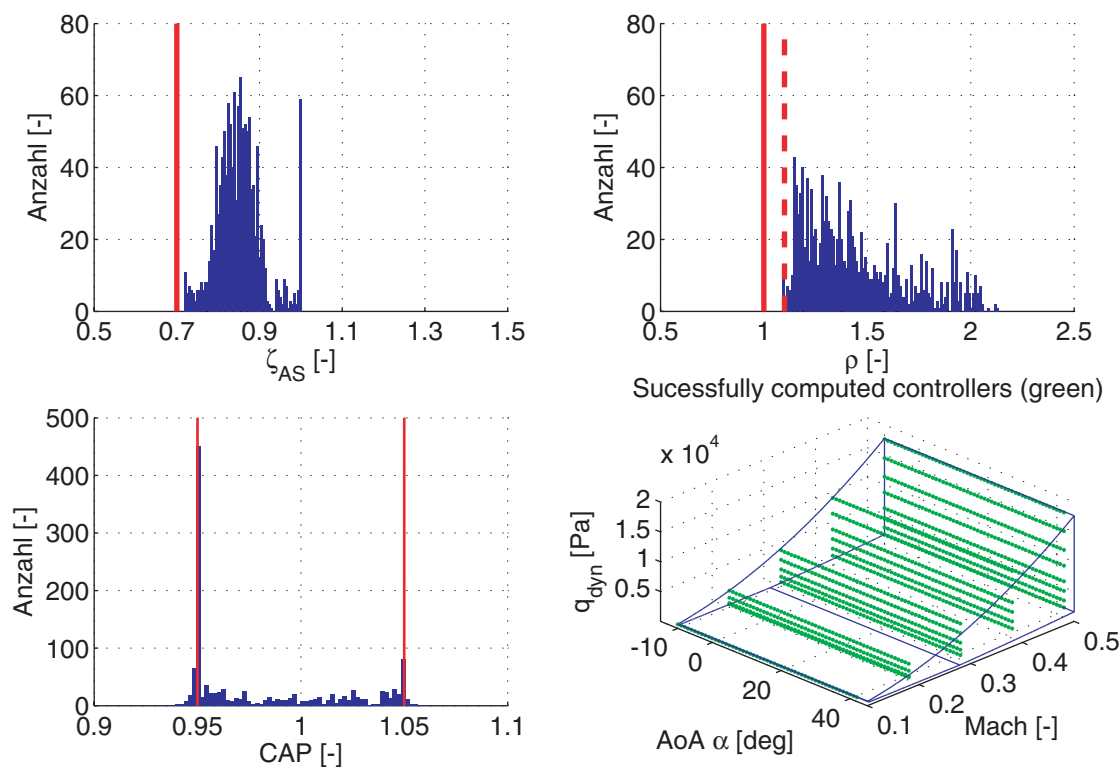 80
60
40
20
0
Anzahl [-]
0.5 0.7 0.9 1.1 1.3 1.5
ζAS [-]
80
60
40
20
0
Anzahl [-]
0.5 1 1.5 2 2.5
ρ [-]
500
400
300
200
100
0
Anzahl [-]
0.9 0.95 1 1.05 1.1
CAP [-]
Sucessfully computed controllers (green)
x 10^4
2
1.5
1
0.5
qdyn [Pa]
-10 0 20 40
AoA α [deg]
0.1 0.2 0.3 0.4 0.5
Mach [-]